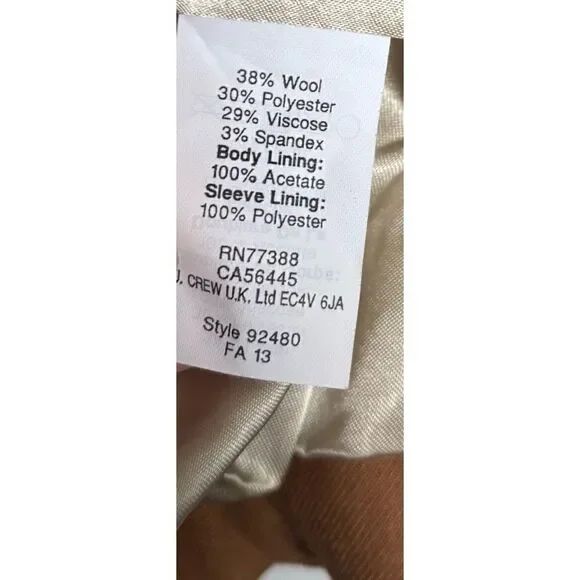 38% Wool
30% Polyester
29% Viscose
3% Spandex
Body Lining:
100% Acetate
Sleeve Lining:
100% Polyester
RN77388
CA56445
J. CREW U.K. Ltd EC4V 6JA
Style 92480
FA 13